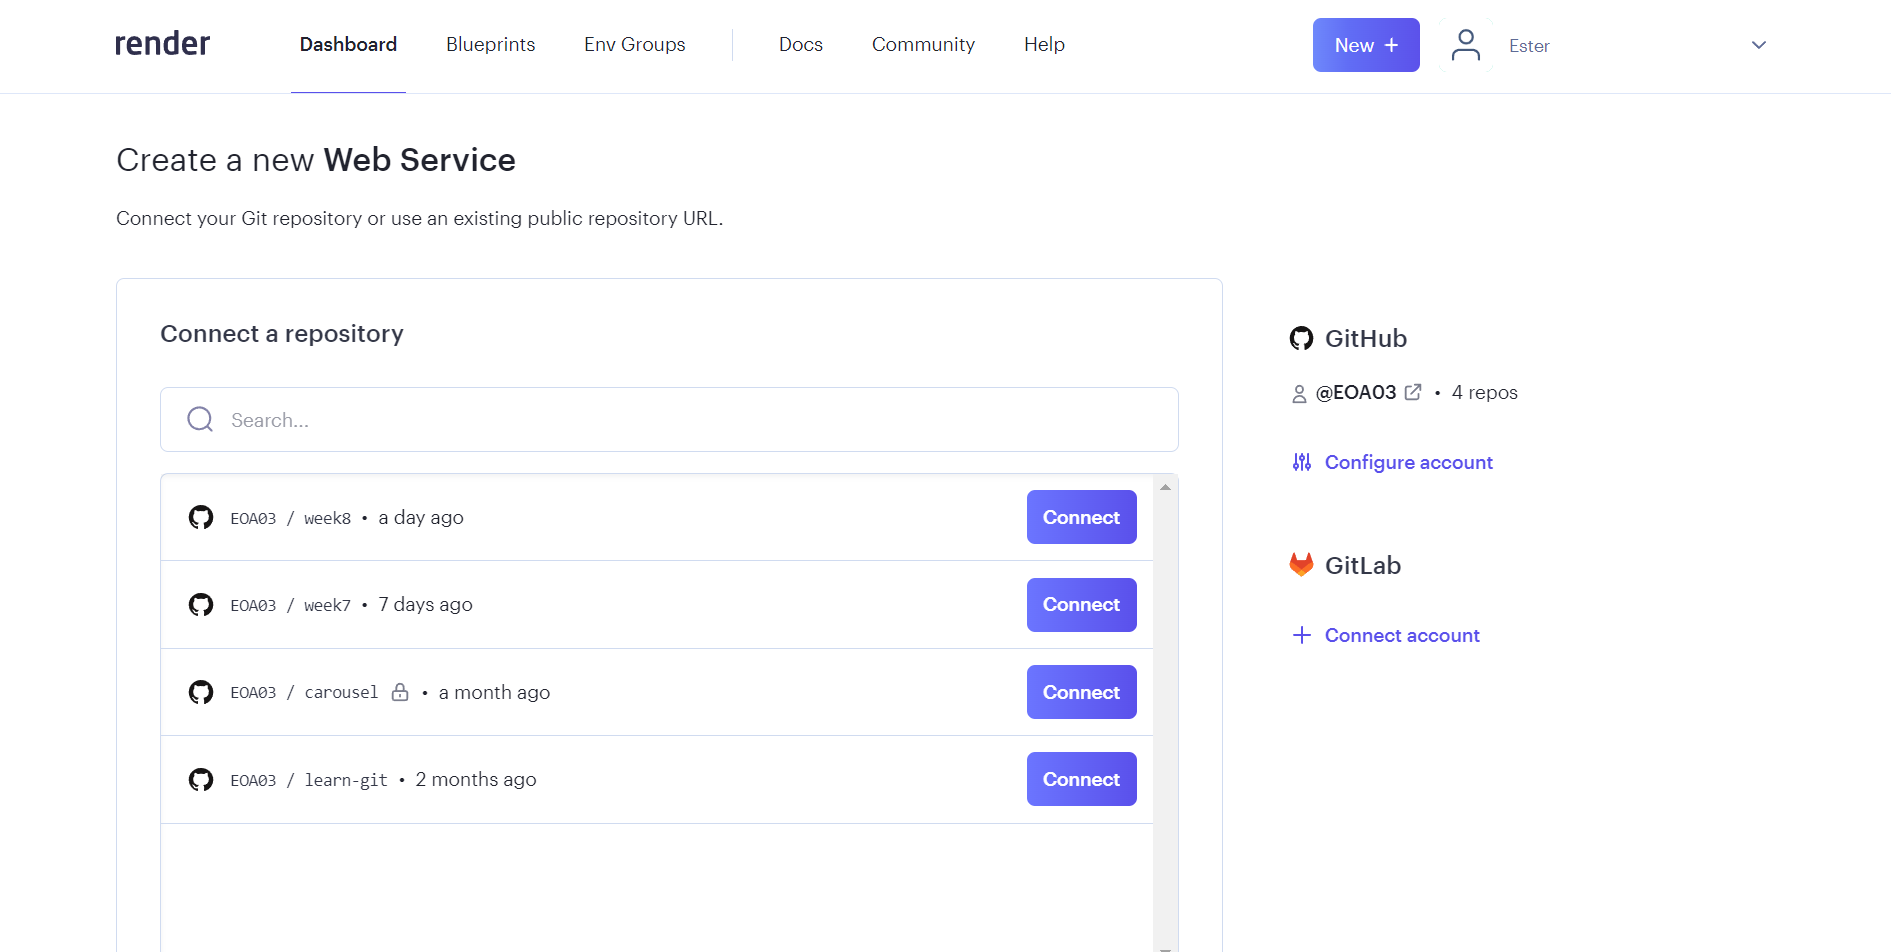 render Dashboard Blueprints Env Groups Docs Community Help New + Ester
Create a new Web Service
Connect your Git repository or use an existing public repository URL.
Connect a repository
Search...
EOA03 / week8 • a day ago Connect
EOA03 / week7 • 7 days ago Connect
EOA03 / carousel • a month ago Connect
EOA03 / learn-git • 2 months ago Connect
GitHub
@EOA03 • 4 repos
Configure account
GitLab
Connect account